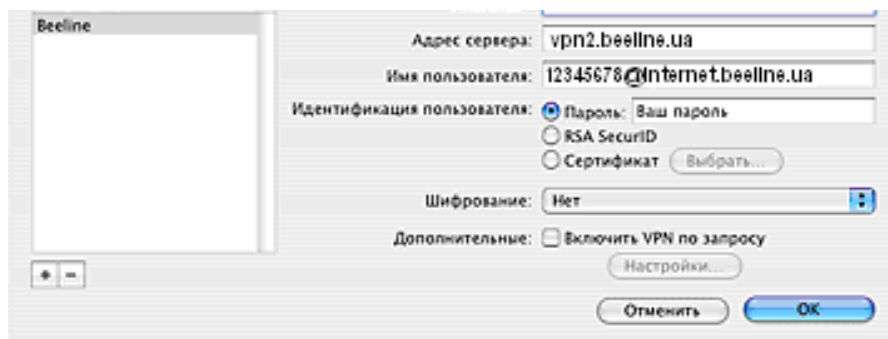 Beeline
Адрес сервера: vpn2.beeline.ua
Имя пользователя: 12345678@internet.beeline.ua
Идентификация пользователя: Пароль: Ваш пароль
RSA SecurID
Сертификат Выбрать...
Шифрование: Нет
Дополнительные: Включить VPN по запросу
Настройки...
+ -
Отменить OK